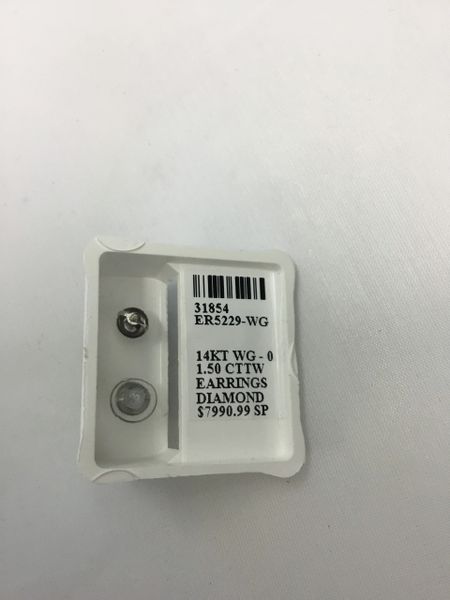 31854
ER5229-WG
14KT WG - 0
1.50 CTTW
EARRINGS
DIAMOND
$7990.99 SP